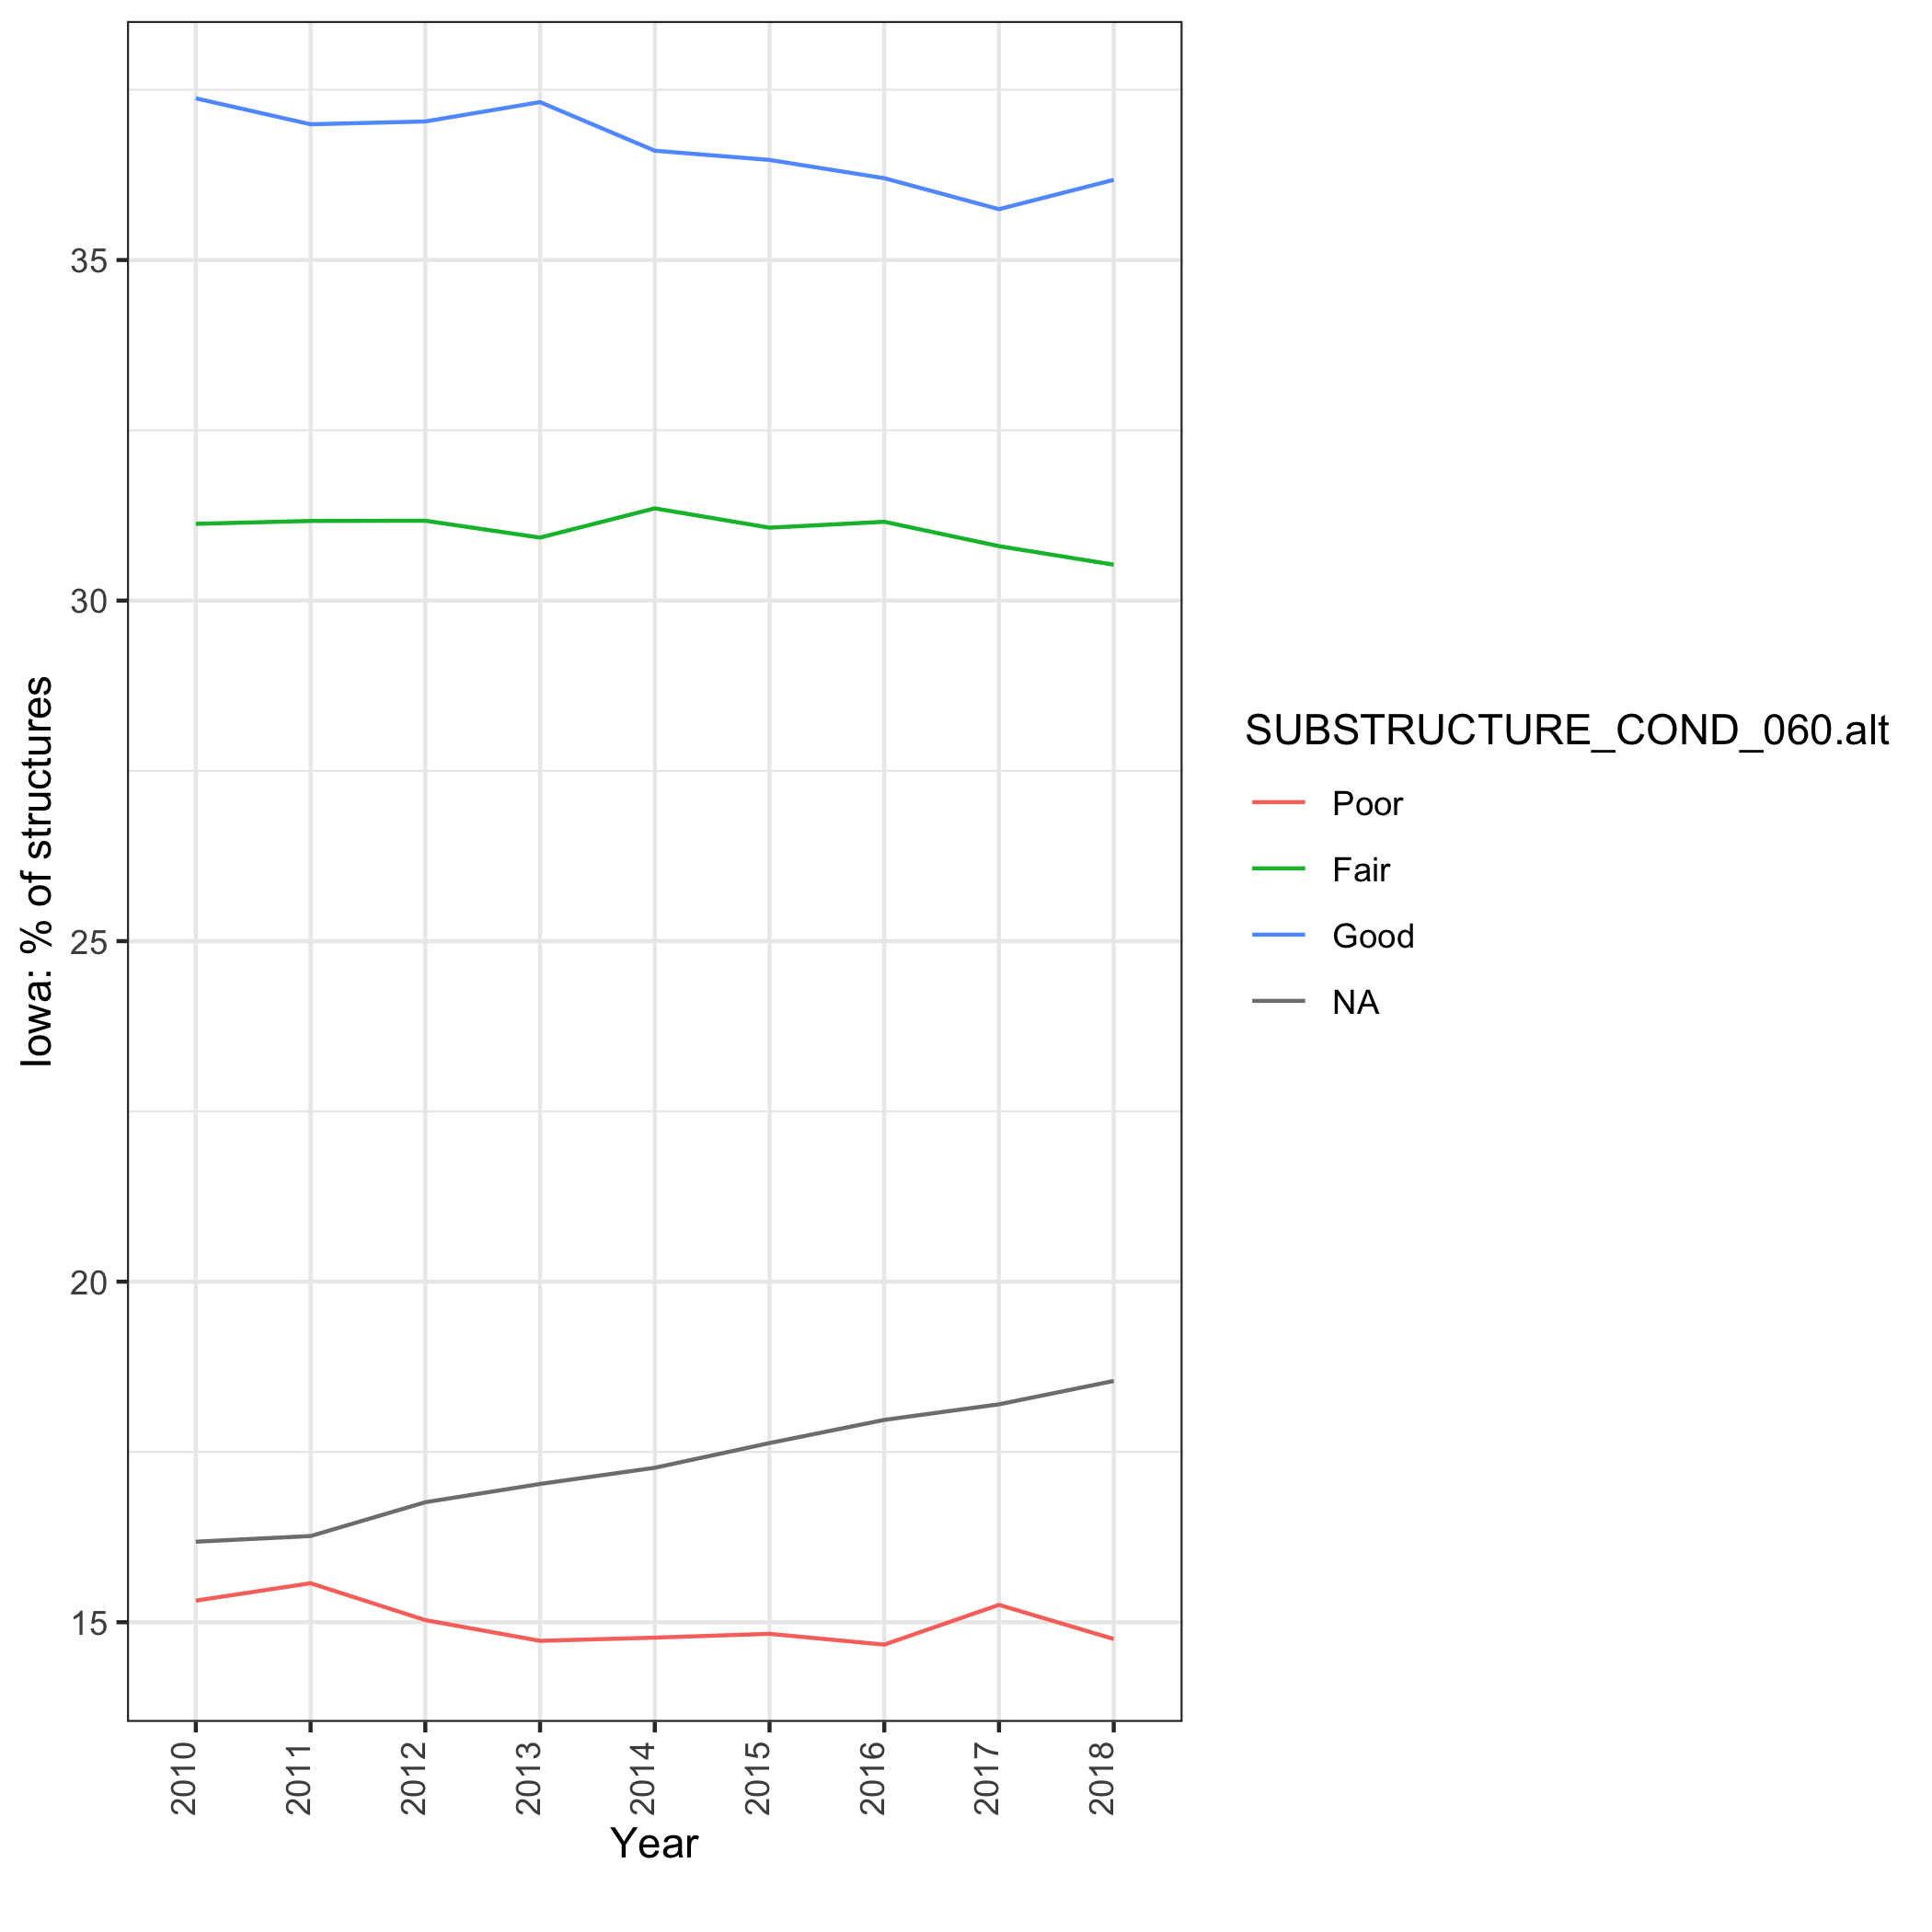 Iowa: % of structures
35
30
25
20
15
2010
2011
2012
2013
2014
2015
2016
2017
2018
Year
SUBSTRUCTURE_COND_060.alt
Poor
Fair
Good
NA